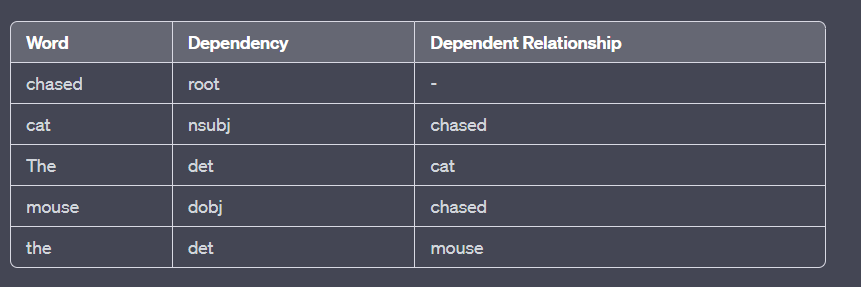 Word Dependency Dependent Relationship
chased root -
cat nsubj chased
The det cat
mouse dobj chased
the det mouse